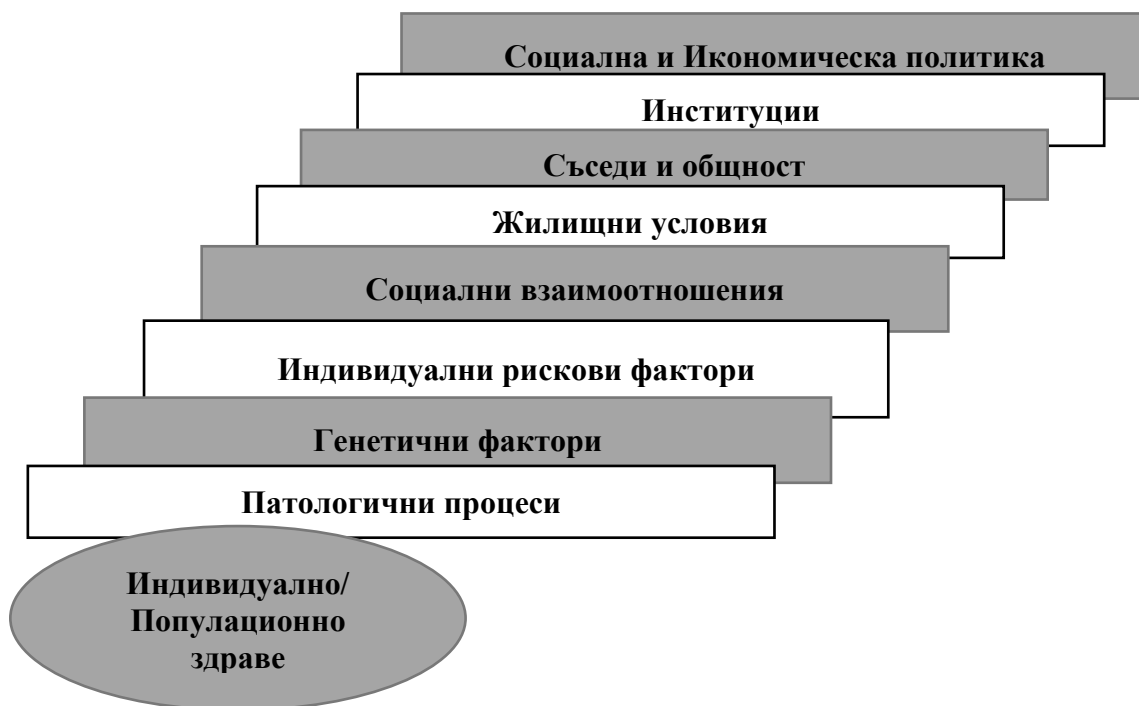 Социална и Икономическа политика
Институции
Съседи и общност
Жилищни условия
Социални взаимоотношения
Индивидуални рискови фактори
Генетични фактори
Патологични процеси
Индивидуално/
Популационно
здраве